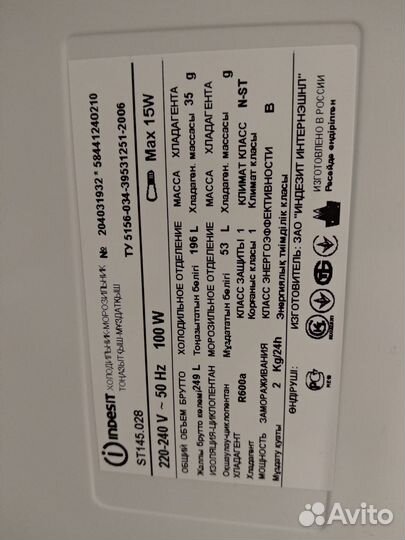 INDESIT
ХОЛОДИЛЬНИК-МОРОЗИЛЬНИК № 204031932 * 58441240210
ТОҢАЗЫТҚЫШ-МҰЗДАТҚЫШ
ST145.028 ТУ 5156-034-39531251-2006
220-240 V ~ 50 Hz 100 W Max 15W
ОБЩИЙ ОБЪЕМ БРУТТО ХОЛОДИЛЬНОЕ ОТДЕЛЕНИЕ МАССА ХЛАДАГЕНТА
Жалпы брутто көлемі 249 L Тоңазытатын бөлігі 196 L Хладаген. массасы 35 g
ИЗОЛЯЦИЯ-ЦИКЛОПЕНТАН МОРОЗИЛЬНОЕ ОТДЕЛЕНИЕ МАССА ХЛАДАГЕНТА
Оқшаулау-циклопентан Мұздататын бөлігі 53 L Хладаген. массасы g
ХЛАДАГЕНТ R600a КЛАСС ЗАЩИТЫ 1 КЛИМАТ КЛАСС N-ST
Хладагент Қорғаныс класы 1 Климат класы
МОЩНОСТЬ ЗАМОРАЖИВАНИЯ КЛАСС ЭНЕРГОЭФФЕКТИВНОСТИ B
Мұздату қуаты 2 Kg/24h Энергиялық тиімділік класы
ӨНДІРУШІ: ИЗГОТОВИТЕЛЬ: ЗАО "ИНДЕЗИТ ИНТЕРНЭШНЛ"
ИЗГОТОВЛЕНО В РОССИИ
Ресейде өндірілген
Avito